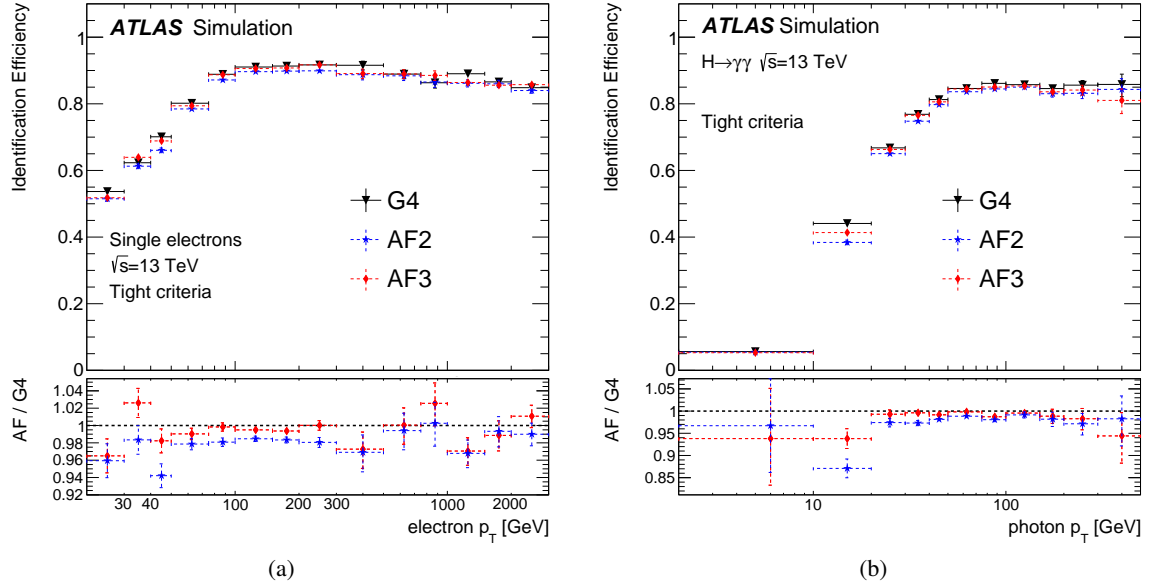 ATLAS Simulation
Identification Efficiency
1
0.8
0.6
0.4
0.2
0
G4
AF2
AF3
Single electrons
√s=13 TeV
Tight criteria
AF / G4
1.04
1.02
1
0.98
0.96
0.94
0.92
30 40 100 200 300 1000 2000
electron p_T [GeV]
(a)
ATLAS Simulation
H→γγ √s=13 TeV
Tight criteria
Identification Efficiency
1
0.8
0.6
0.4
0.2
0
G4
AF2
AF3
AF / G4
1.05
1
0.95
0.9
0.85
10 100
photon p_T [GeV]
(b)